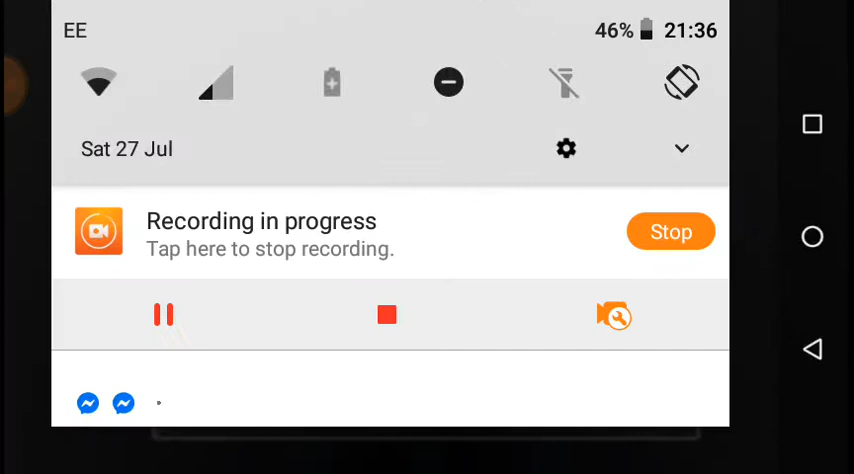 EE
46% 21:36
Sat 27 Jul
Recording in progress
Tap here to stop recording.
Stop